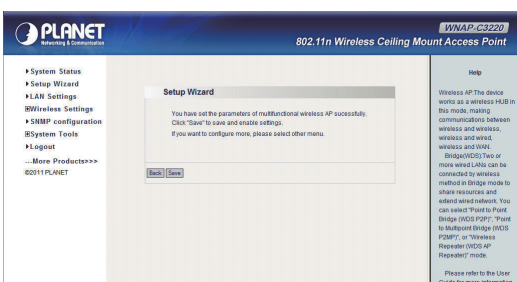 PLANET
Networking & Communication
WNAP-C3220
802.11n Wireless Ceiling Mount Access Point
System Status
Setup Wizard
LAN Settings
Wireless Settings
SNMP configuration
System Tools
Logout
...More Products>>>
©2011 PLANET
Setup Wizard
You have set the parameters of multifunctional wireless AP sucessfully.
Click "Save" to save and enable settings.
If you want to configure more, please select other menu.
Back Save
Help
Wireless AP:The device
works as a wireless HUB in
this mode, making
communications between
wireless and wireless,
wireless and wired,
wireless and WAN.
Bridge(WDS):Two or
more wired LANs can be
connected by wireless
method in Bridge mode to
share resources and
extend wired network. You
can select "Point to Point
Bridge (WDS P2P)", "Point
to Multipoint Bridge (WDS
P2MP)", or "Wireless
Repeater (WDS AP
Repeater)" mode.
Please refer to the User
Guide for more information